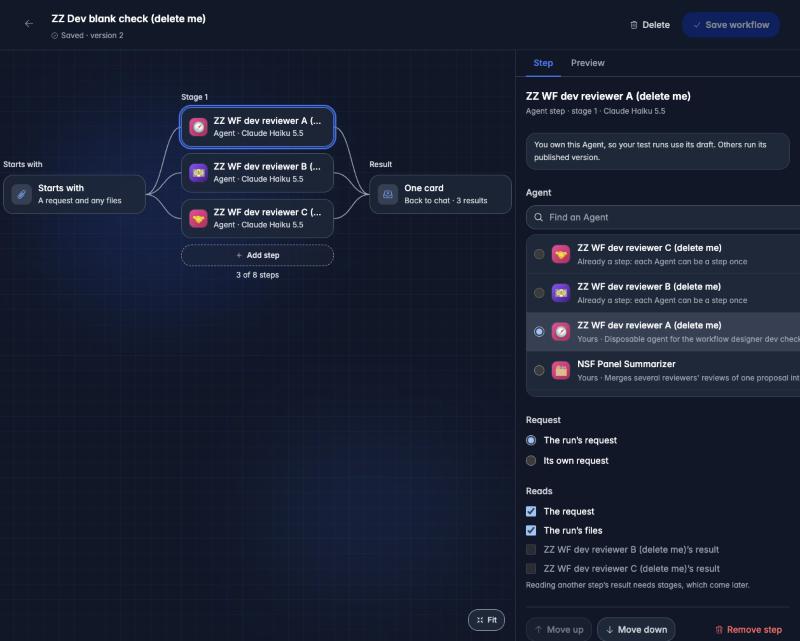 ZZ Dev blank check (delete me)
Saved · version 2
Delete
Save workflow
Stage 1
ZZ WF dev reviewer A (...
Agent · Claude Haiku 5.5
ZZ WF dev reviewer B (...
Agent · Claude Haiku 5.5
ZZ WF dev reviewer C (...
Agent · Claude Haiku 5.5
+ Add step
3 of 8 steps
Starts with
Starts with
A request and any files
Result
One card
Back to chat · 3 results
Fit
Step
Preview
ZZ WF dev reviewer A (delete me)
Agent step · stage 1 · Claude Haiku 5.5
You own this Agent, so your test runs use its draft. Others run its
published version.
Agent
Find an Agent
ZZ WF dev reviewer C (delete me)
Already a step: each Agent can be a step once
ZZ WF dev reviewer B (delete me)
Already a step: each Agent can be a step once
ZZ WF dev reviewer A (delete me)
Yours · Disposable agent for the workflow designer dev check
NSF Panel Summarizer
Yours · Merges several reviewers' reviews of one proposal int
Request
The run's request
Its own request
Reads
The request
The run's files
ZZ WF dev reviewer B (delete me)'s result
ZZ WF dev reviewer C (delete me)'s result
Reading another step's result needs stages, which come later.
Move up
Move down
Remove step